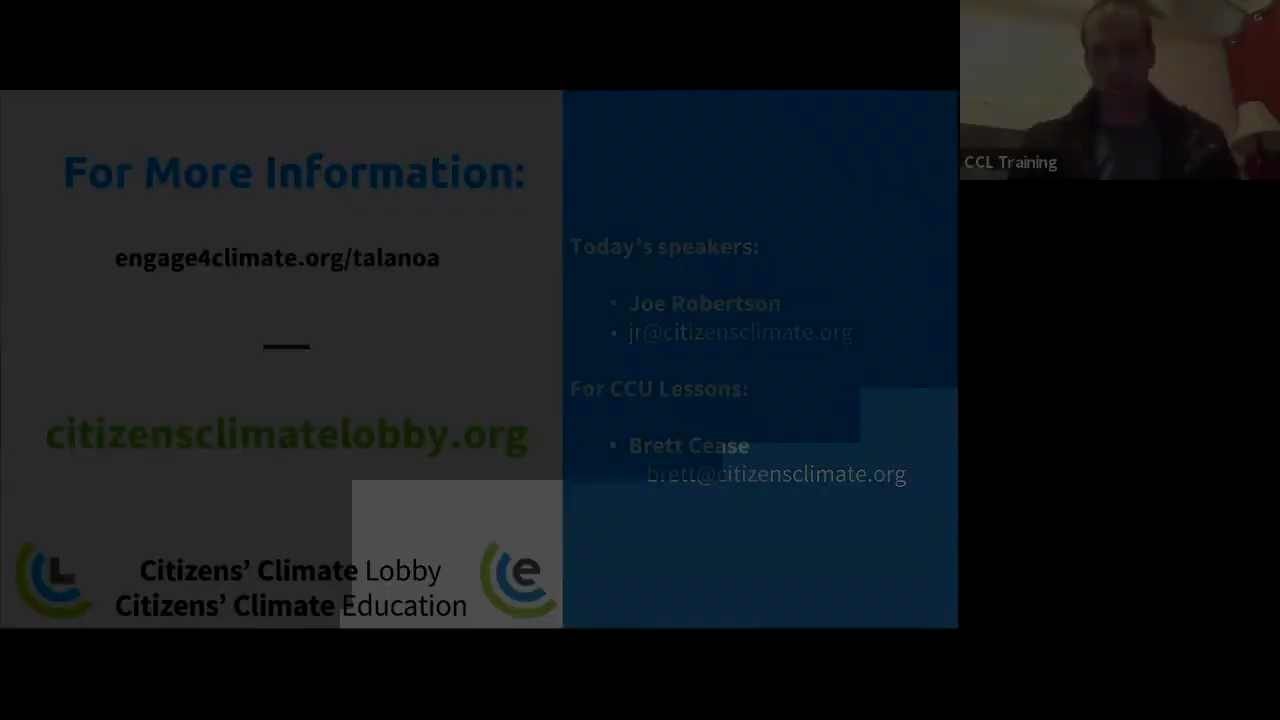 For More Information:
engage4climate.org/talanoa
citizensclimatelobby.org
Citizens’ Climate Lobby
Citizens’ Climate Education
L
e
Today's speakers:
• Joe Robertson
• jr@citizensclimate.org
For CCU Lessons:
• Brett Cease
brett@citizensclimate.org
CCL Training